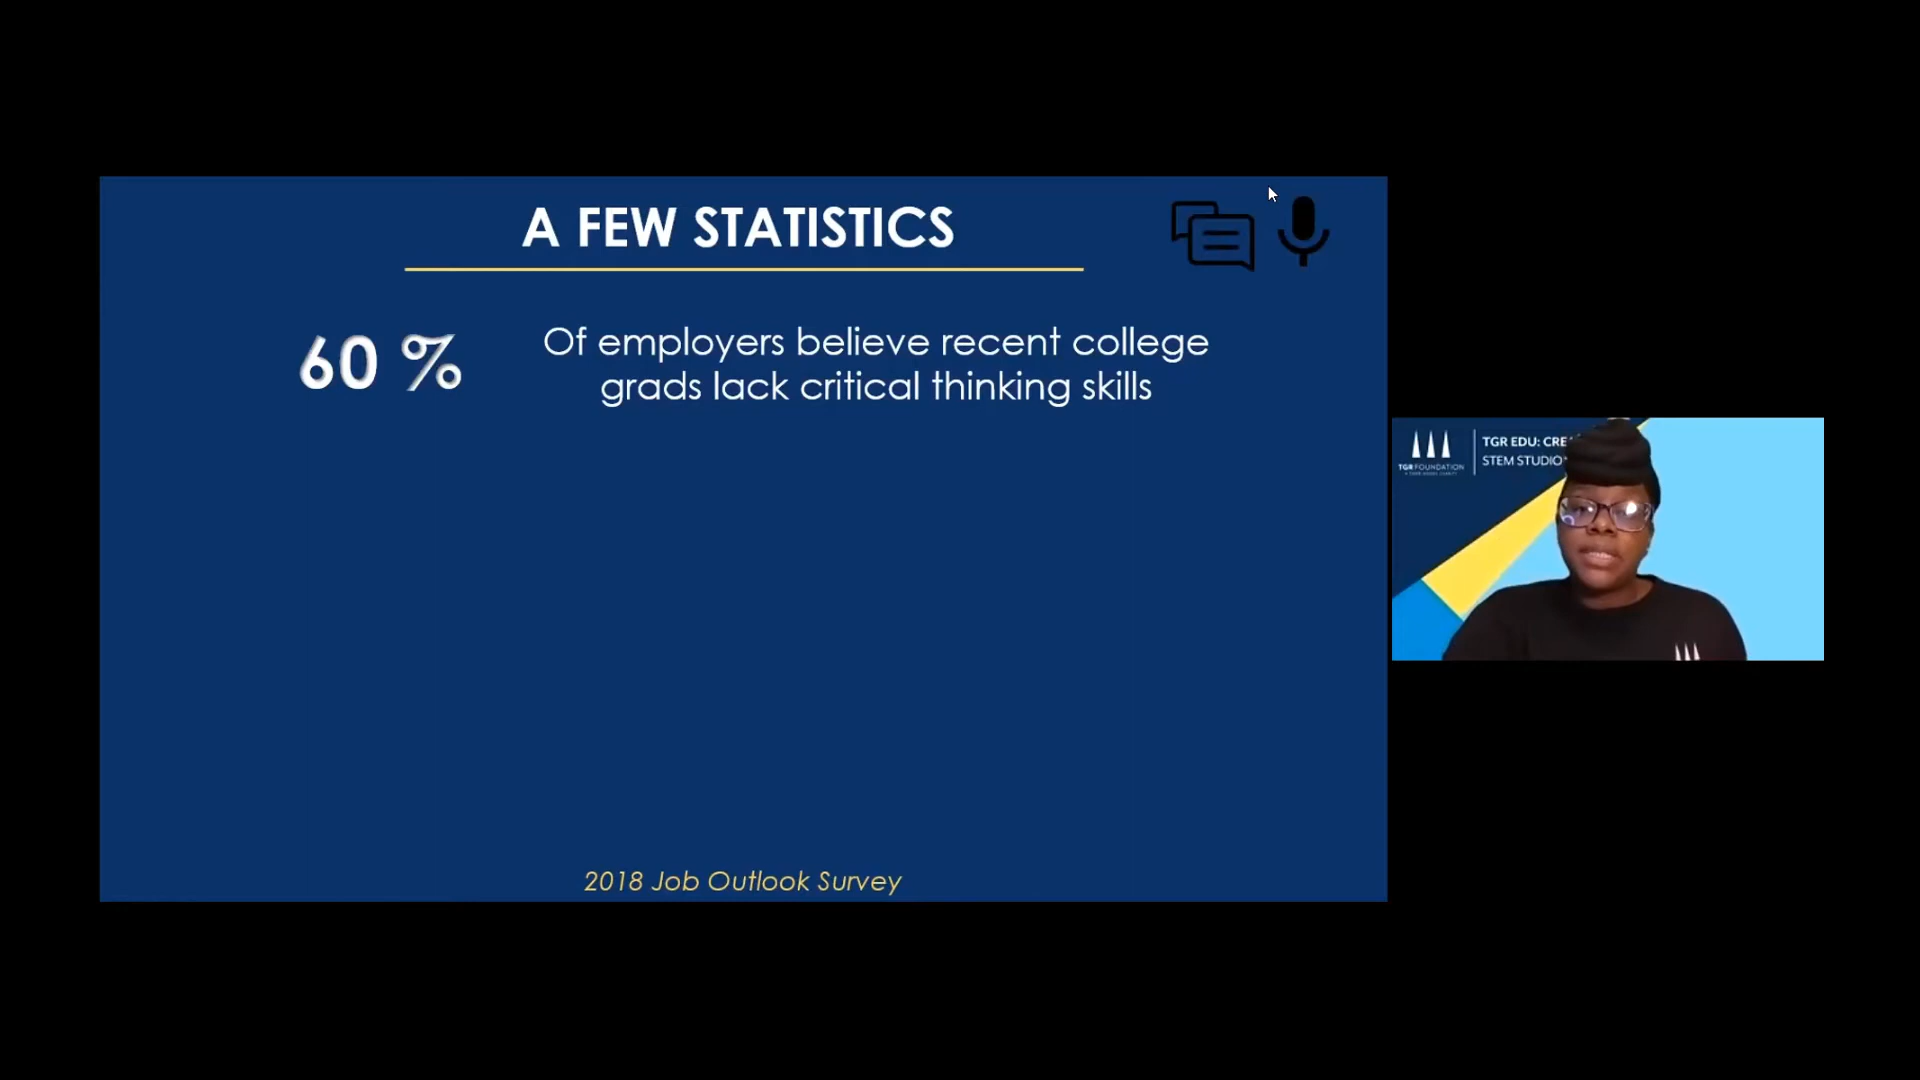 A FEW STATISTICS
60 %
Of employers believe recent college
grads lack critical thinking skills
2018 Job Outlook Survey
TGR EDU: CRE
STEM STUDIO
TGR FOUNDATION